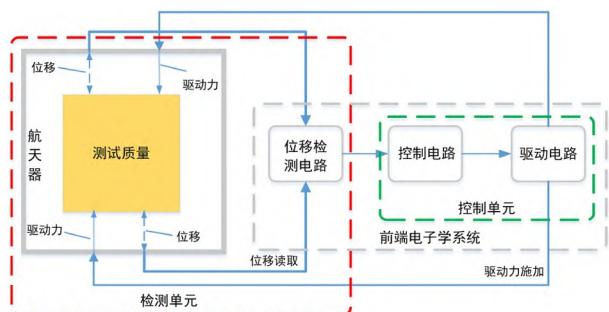 位移
驱动力
航
天
器
测试质量
驱动力
位移
位移检
测电路
控制电路
驱动电路
控制单元
前端电子学系统
位移读取
驱动力施加
检测单元